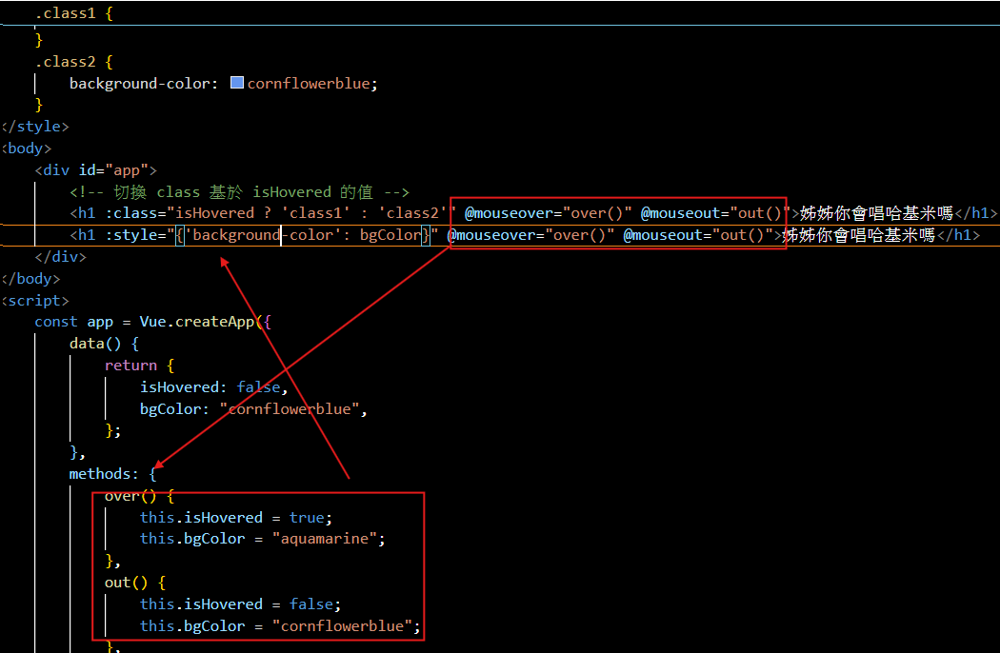 .class1 {
}
.class2 {
background-color: cornflowerblue;
}
</style>
<body>
<div id="app">
<!-- 切換 class 基於 isHovered 的值 -->
<h1 :class="isHovered ? 'class1' : 'class2'" @mouseover="over()" @mouseout="out()">姊姊你會唱哈基米嗎</h1>
<h1 :style="{'background-color': bgColor}" @mouseover="over()" @mouseout="out()">姊姊你會唱哈基米嗎</h1>
</div>
</body>
<script>
const app = Vue.createApp({
data() {
return {
isHovered: false,
bgColor: "cornflowerblue",
};
},
methods: {
over() {
this.isHovered = true;
this.bgColor = "aquamarine";
},
out() {
this.isHovered = false;
this.bgColor = "cornflowerblue";
},